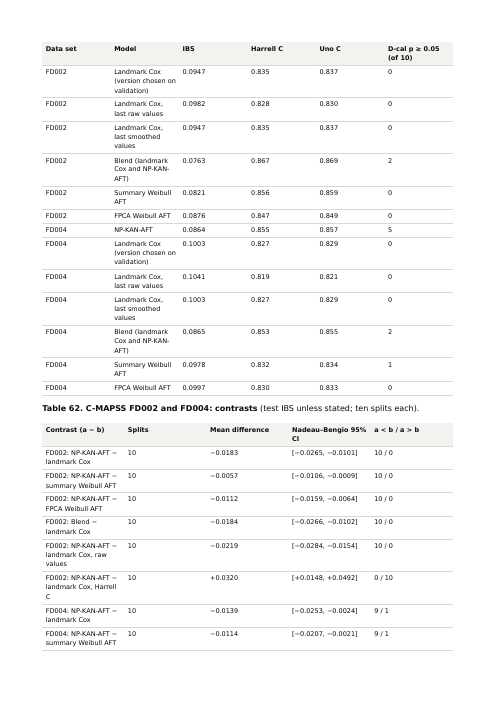 Data set Model IBS Harrell C Uno C D-cal p ≥ 0.05
(of 10)
FD002 Landmark Cox 0.0947 0.835 0.837 0
(version chosen on
validation)
FD002 Landmark Cox, 0.0982 0.828 0.830 0
last raw values
FD002 Landmark Cox, 0.0947 0.835 0.837 0
last smoothed
values
FD002 Blend (landmark 0.0763 0.867 0.869 2
Cox and NP-KAN-
AFT)
FD002 Summary Weibull 0.0821 0.856 0.859 0
AFT
FD002 FPCA Weibull AFT 0.0876 0.847 0.849 0
FD004 NP-KAN-AFT 0.0864 0.855 0.857 5
FD004 Landmark Cox 0.1003 0.827 0.829 0
(version chosen on
validation)
FD004 Landmark Cox, 0.1041 0.819 0.821 0
last raw values
FD004 Landmark Cox, 0.1003 0.827 0.829 0
last smoothed
values
FD004 Blend (landmark 0.0865 0.853 0.855 2
Cox and NP-KAN-
AFT)
FD004 Summary Weibull 0.0978 0.832 0.834 1
AFT
FD004 FPCA Weibull AFT 0.0997 0.830 0.833 0
Table 62. C-MAPSS FD002 and FD004: contrasts (test IBS unless stated; ten splits each).
Contrast (a − b) Splits Mean difference Nadeau–Bengio 95% a < b / a > b
CI
FD002: NP-KAN-AFT − 10 −0.0183 [−0.0265, −0.0101] 10 / 0
landmark Cox
FD002: NP-KAN-AFT − 10 −0.0057 [−0.0106, −0.0009] 10 / 0
summary Weibull AFT
FD002: NP-KAN-AFT − 10 −0.0112 [−0.0159, −0.0064] 10 / 0
FPCA Weibull AFT
FD002: Blend − 10 −0.0184 [−0.0266, −0.0102] 10 / 0
landmark Cox
FD002: NP-KAN-AFT − 10 −0.0219 [−0.0284, −0.0154] 10 / 0
landmark Cox, raw
values
FD002: NP-KAN-AFT − 10 +0.0320 [+0.0148, +0.0492] 0 / 10
landmark Cox, Harrell
C
FD004: NP-KAN-AFT − 10 −0.0139 [−0.0253, −0.0024] 9 / 1
landmark Cox
FD004: NP-KAN-AFT − 10 −0.0114 [−0.0207, −0.0021] 9 / 1
summary Weibull AFT